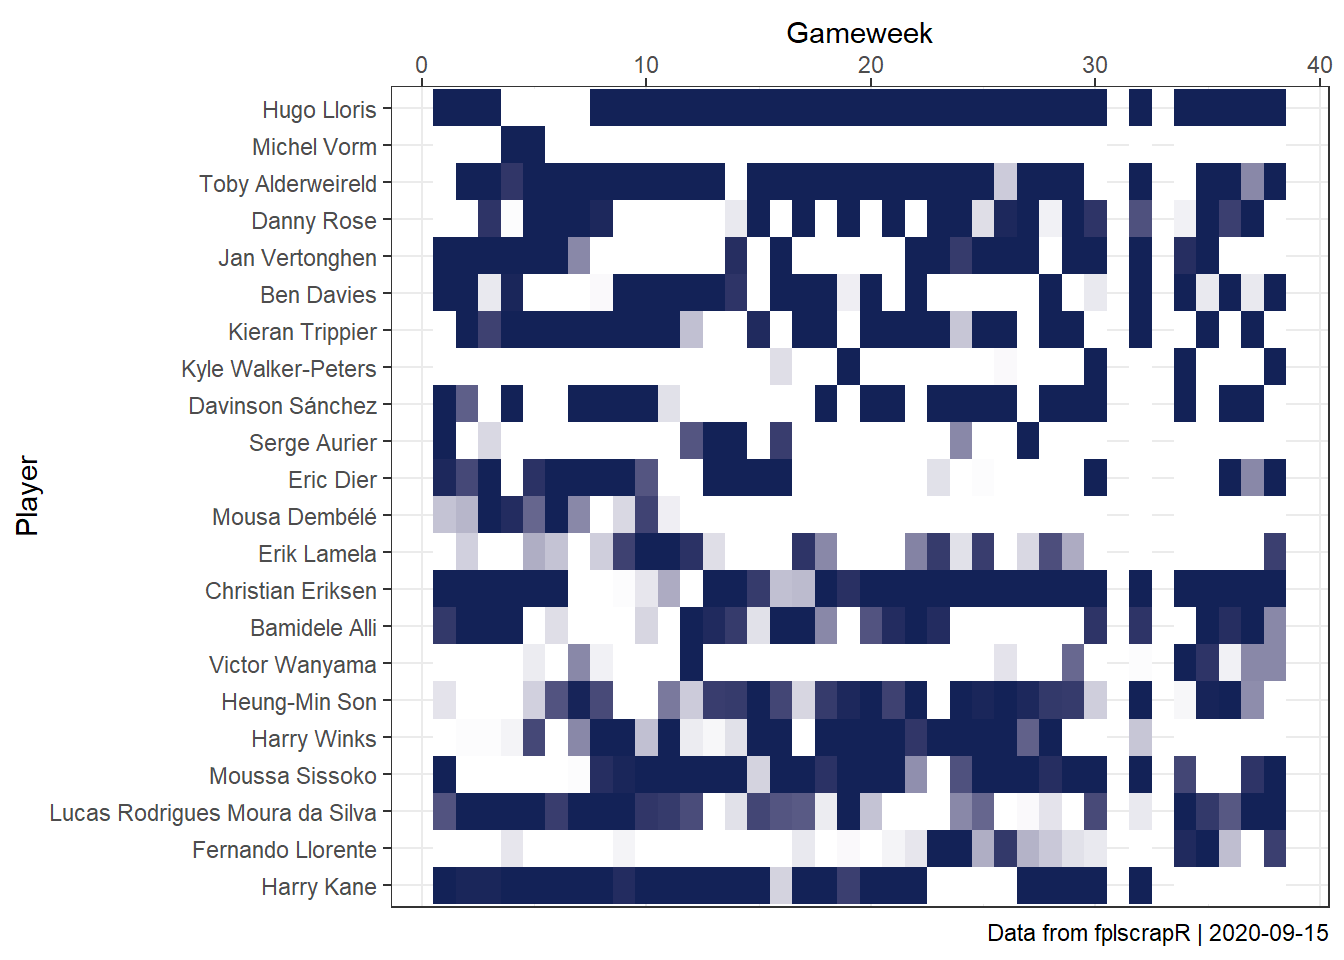 Gameweek
0 10 20 30 40
Hugo Lloris
Michel Vorm
Toby Alderweireld
Danny Rose
Jan Vertonghen
Ben Davies
Kieran Trippier
Kyle Walker-Peters
Davinson Sánchez
Serge Aurier
Eric Dier
Mousa Dembélé
Erik Lamela
Christian Eriksen
Bamidele Alli
Victor Wanyama
Heung-Min Son
Harry Winks
Moussa Sissoko
Lucas Rodrigues Moura da Silva
Fernando Llorente
Harry Kane
Player
Data from fplscrapR | 2020-09-15